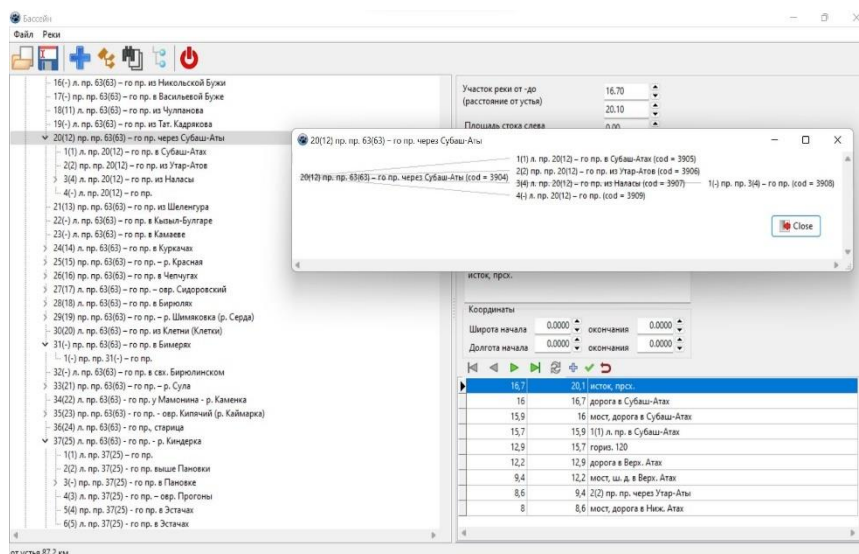 Бассейн
Файл Реки
16(-) л. пр. 63(63) – го пр. из Никольской Бужи
17(-) пр. пр. 63(63) – го пр. в Васильевой Буже
18(11) л. пр. 63(63) – го пр. из Чулпанова
19(-) л. пр. 63(63) – го пр. из Тат. Кадрякова
20(12) пр. пр. 63(63) – го пр. через Субаш-Аты
1(1) л. пр. 20(12) – го пр. в Субаш-Атах
2(2) пр. пр. 20(12) – го пр. из Утар-Атов
3(4) л. пр. 20(12) – го пр. из Наласы
4(-) л. пр. 20(12) – го пр.
21(13) пр. пр. 63(63) – го пр. из Шеленгура
22(-) л. пр. 63(63) – го пр. в Кызыл-Булгаре
23(-) л. пр. 63(63) – го пр. в Камаеве
24(14) л. пр. 63(63) – го пр. в Куркачах
25(15) пр. пр. 63(63) – го пр. – р. Красная
26(16) пр. пр. 63(63) – го пр. в Чепчугах
27(17) л. пр. 63(63) – го пр. – овр. Сидоровский
28(18) л. пр. 63(63) – го пр. в Бирюлях
29(19) пр. пр. 63(63) – го пр. – р. Шимяковка (р. Серда)
30(20) л. пр. 63(63) – го пр. из Клетни (Клетки)
31(-) пр. пр. 63(63) – го пр. в Бимерях
1(-) пр. пр. 31(-) – го пр.
32(-) л. пр. 63(63) – го пр. в свх. Бирюлинском
33(21) пр. пр. 63(63) – го пр. – р. Сула
34(22) л. пр. 63(63) - го пр. у Мамонина - р. Каменка
35(23) пр. пр. 63(63) - го пр. - овр. Кипячий (р. Каймарка)
36(24) л. пр. 63(63) - го пр., старица
37(25) л. пр. 63(63) - го пр. - р. Киндерка
1(1) л. пр. 37(25) – го пр.
2(2) л. пр. 37(25) - го пр. выше Пановки
3(-) пр. пр. 37(25) - го пр. в Пановке
4(3) л. пр. 37(25) - го пр. – овр. Прогоны
5(4) пр. пр. 37(25) - го пр. в Эстачах
6(5) л. пр. 37(25) - го пр. в Эстачах
от устья 87,2 км
Участок реки от -до
(расстояние от устья)
16.70
20.10
Площадь стока слева
0.00
20(12) пр. пр. 63(63) – го пр. через Субаш-Аты
20(12) пр. пр. 63(63) – го пр. через Субаш-Аты (cod = 3904)
1(1) л. пр. 20(12) – го пр. в Субаш-Атах (cod = 3905)
2(2) пр. пр. 20(12) – го пр. из Утар-Атов (cod = 3906)
3(4) л. пр. 20(12) – го пр. из Наласы (cod = 3907)
1(-) пр. пр. 3(4) – го пр. (cod = 3908)
4(-) л. пр. 20(12) – го пр. (cod = 3909)
Close
исток, прсх.
Координаты
Широта начала 0.0000 окончания 0.0000
Долгота начала 0.0000 окончания 0.0000
16,7 20,1 исток, прсх.
16 16,7 дорога в Субаш-Атах
15,9 16 мост, дорога в Субаш-Атах
15,7 15,9 1(1) л. пр. в Субаш-Атах
12,9 15,7 гориз. 120
12,2 12,9 дорога в Верх. Атах
9,4 12,2 мост, ш. д. в Верх. Атах
8,6 9,4 2(2) пр. пр. через Утар-Аты
8 8,6 мост, дорога в Ниж. Атах